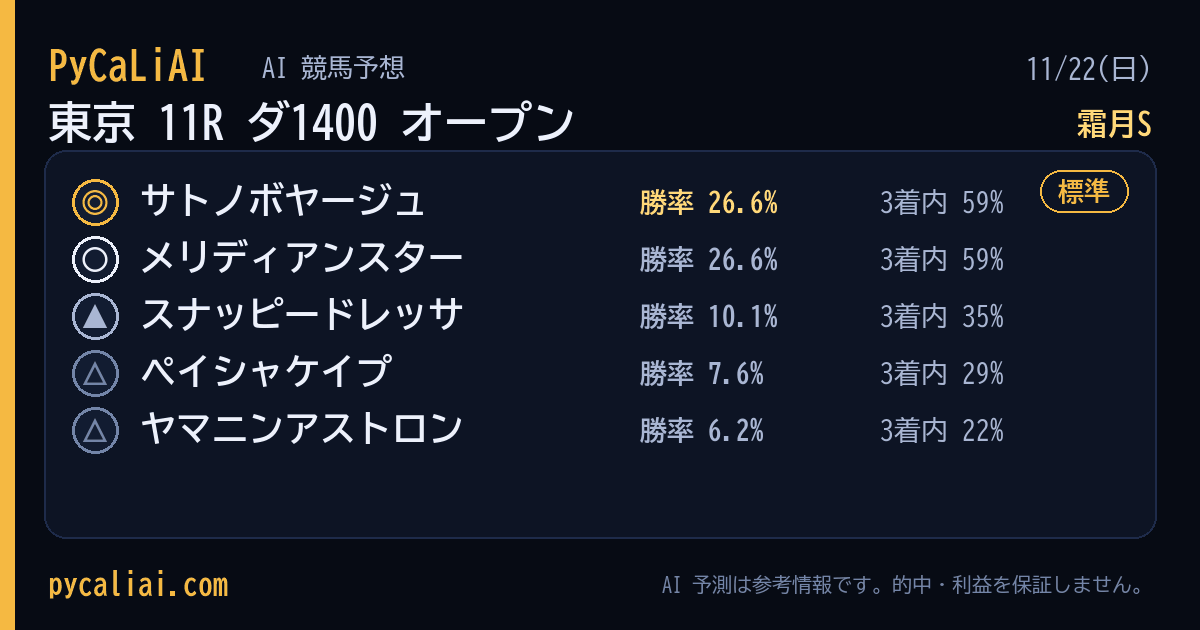 PyCaLiAI AI 競馬予想 11/22(日)
東京 11R ダ1400 オープン 霜月S
◎ サトノボヤージュ 勝率 26.6% 3着内 59% 標準
○ メリディアンスター 勝率 26.6% 3着内 59%
▲ スナッピードレッサ 勝率 10.1% 3着内 35%
△ ペイシャケイプ 勝率 7.6% 3着内 29%
△ ヤマニンアストロン 勝率 6.2% 3着内 22%
pycaliai.com AI 予測は参考情報です。的中・利益を保証しません。